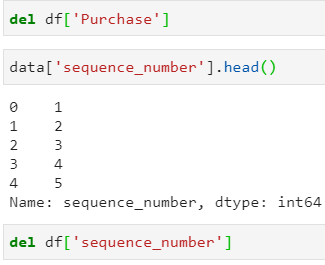 del df['Purchase']
data['sequence_number'].head()
0    1
1    2
2    3
3    4
4    5
Name: sequence_number, dtype: int64
del df['sequence_number']